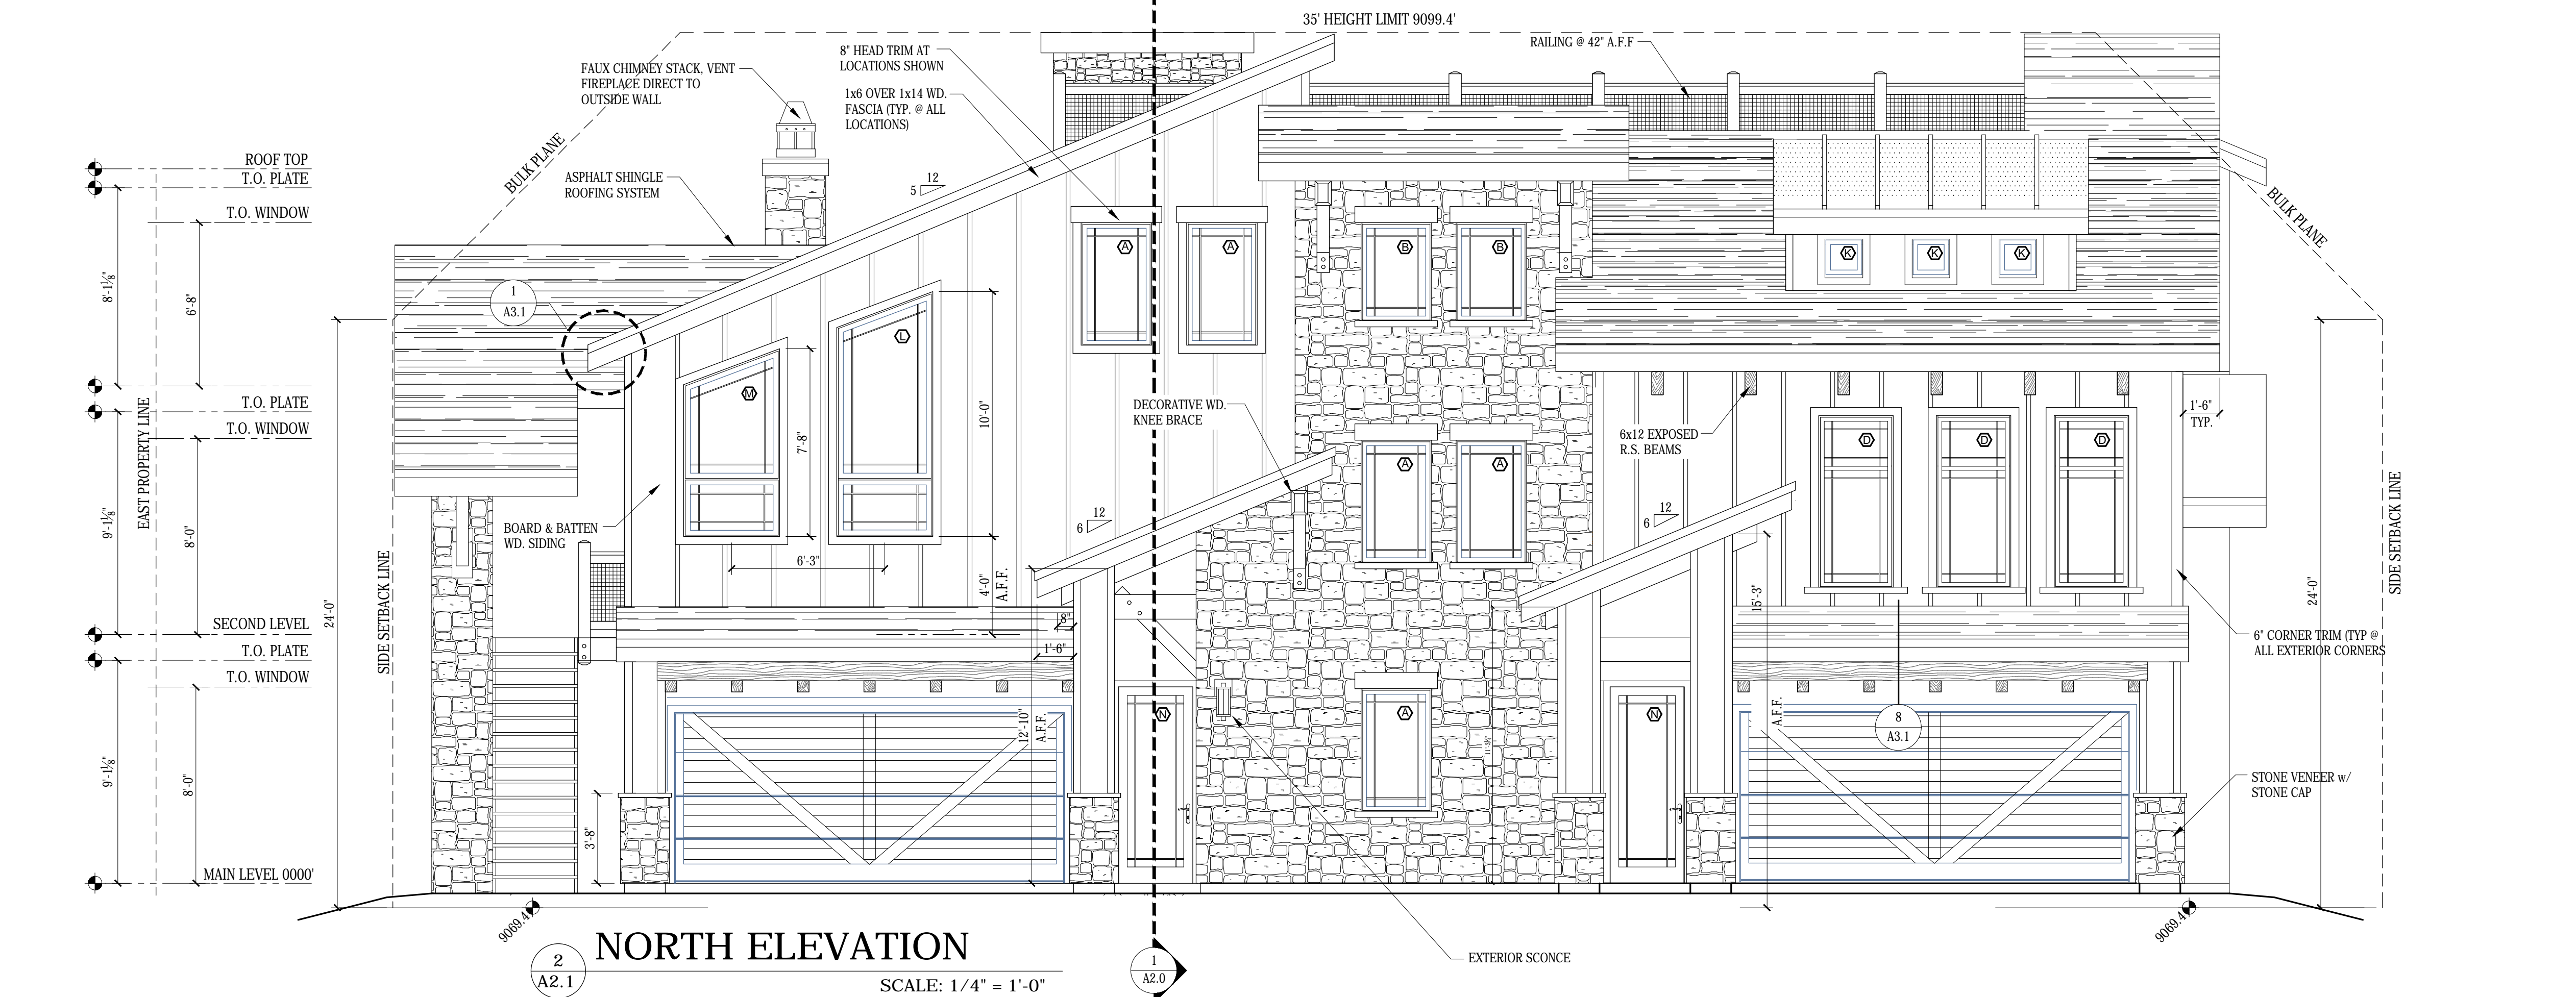 35' HEIGHT LIMIT 9099.4'
RAILING @ 42" A.F.F
8" HEAD TRIM AT
LOCATIONS SHOWN
FAUX CHIMNEY STACK, VENT
FIREPLACE DIRECT TO
OUTSIDE WALL
1x6 OVER 1x14 WD.
FASCIA (TYP. @ ALL
LOCATIONS)
BULK PLANE
ROOF TOP
T.O. PLATE
ASPHALT SHINGLE
ROOFING SYSTEM
12
5
BULK PLANE
T.O. WINDOW
A
A
B
B
K
K
K
8'-1⅛"
6'-8"
1
A3.1
L
M
T.O. PLATE
T.O. WINDOW
EAST PROPERTY LINE
10'-0"
7'-8"
DECORATIVE WD.
KNEE BRACE
A
A
6x12 EXPOSED
R.S. BEAMS
D
D
D
1'-6"
TYP.
9'-1⅛"
8'-0"
BOARD & BATTEN
WD. SIDING
12
6
12
6
SIDE SETBACK LINE
SIDE SETBACK LINE
6'-3"
4'-0"
A.F.F.
24'-0"
15'-3"
A.F.F.
24'-0"
SECOND LEVEL
T.O. PLATE
T.O. WINDOW
8"
1'-6"
6" CORNER TRIM (TYP @
ALL EXTERIOR CORNERS
12'-10"
A.F.F.
N
A
N
8
A3.1
9'-1⅛"
8'-0"
3'-8"
STONE VENEER w/
STONE CAP
MAIN LEVEL 0000'
9069.4'
9069.4'
2
A2.1
NORTH ELEVATION
SCALE: 1/4" = 1'-0"
1
A2.0
EXTERIOR SCONCE